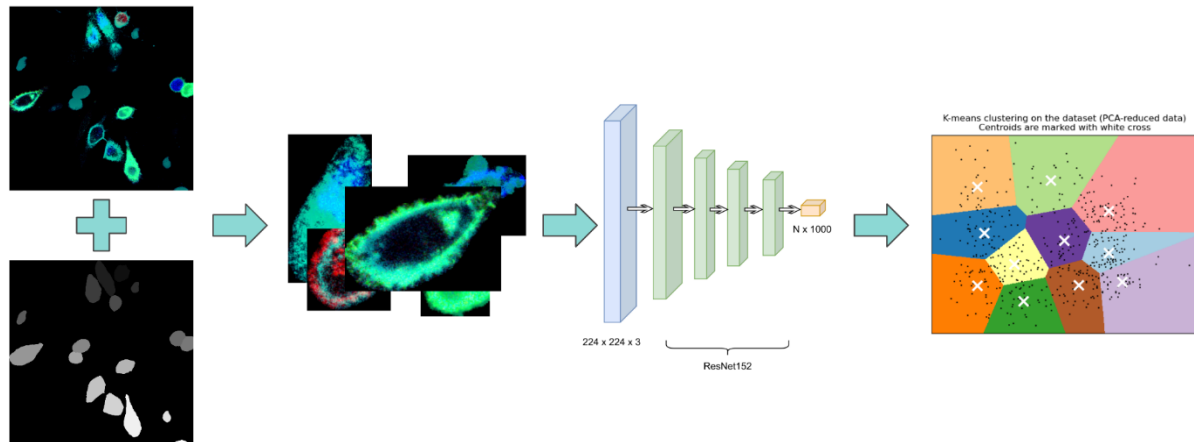 K-means clustering on the dataset (PCA-reduced data)
Centroids are marked with white cross
N x 1000
224 x 224 x 3
ResNet152